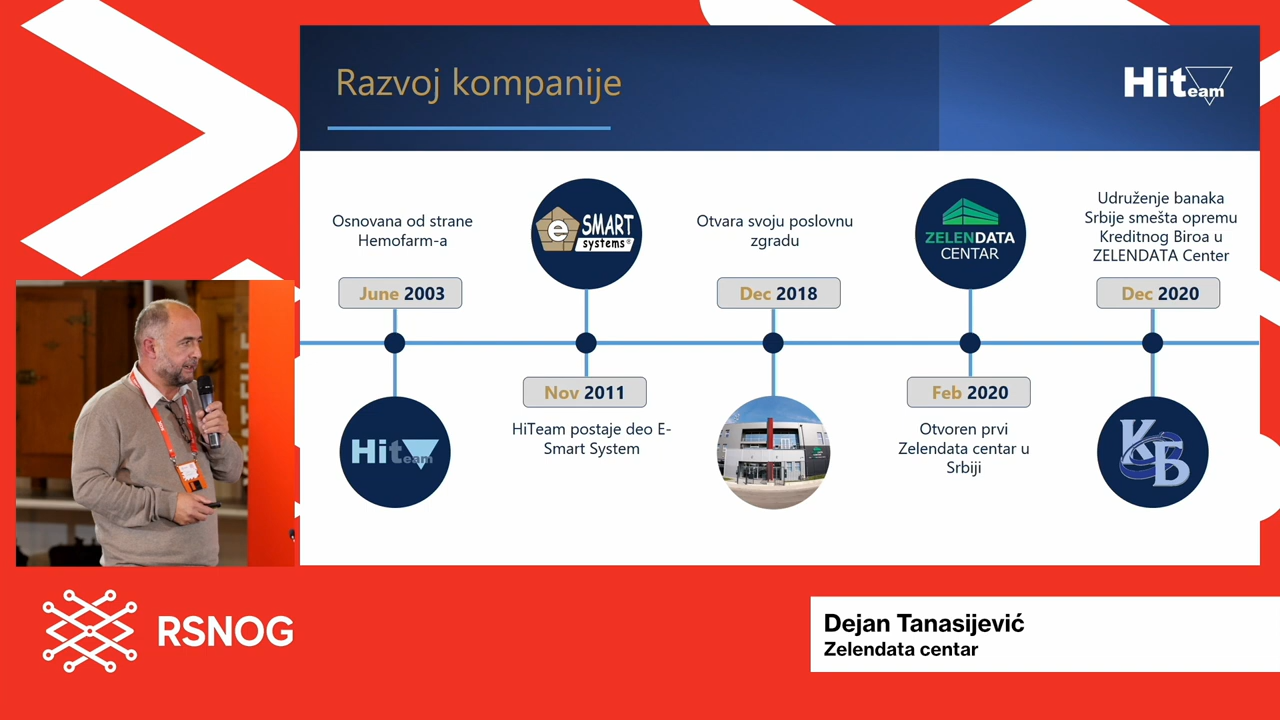 Razvoj kompanije
Hiteam
Osnovana od strane
Hemofarm-a
June 2003
Hiteam
e SMART
systems®
Nov 2011
HiTeam postaje deo E-
Smart System
Otvara svoju poslovnu
zgradu
Dec 2018
ZELENDATA
CENTAR
Feb 2020
Otvoren prvi
Zelendata centar u
Srbiji
Udruženje banaka
Srbije smešta opremu
Kreditnog Biroa u
ZELENDATA Center
Dec 2020
КБ
RSNOG
Dejan Tanasijević
Zelendata centar